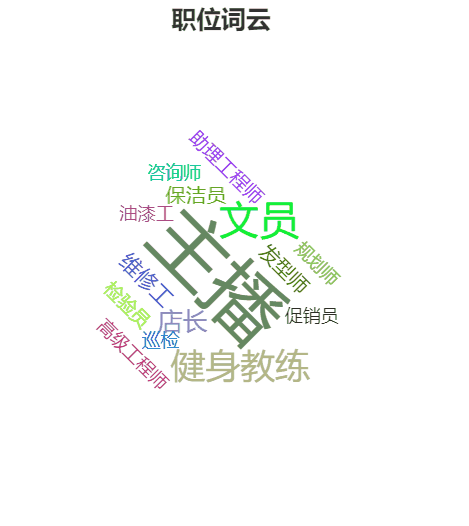 职位词云
助理工程师
咨询师
保洁员
油漆工
文员
主播
发型师
规划师
维修工
检验员
店长
促销员
巡检
高级工程师
健身教练